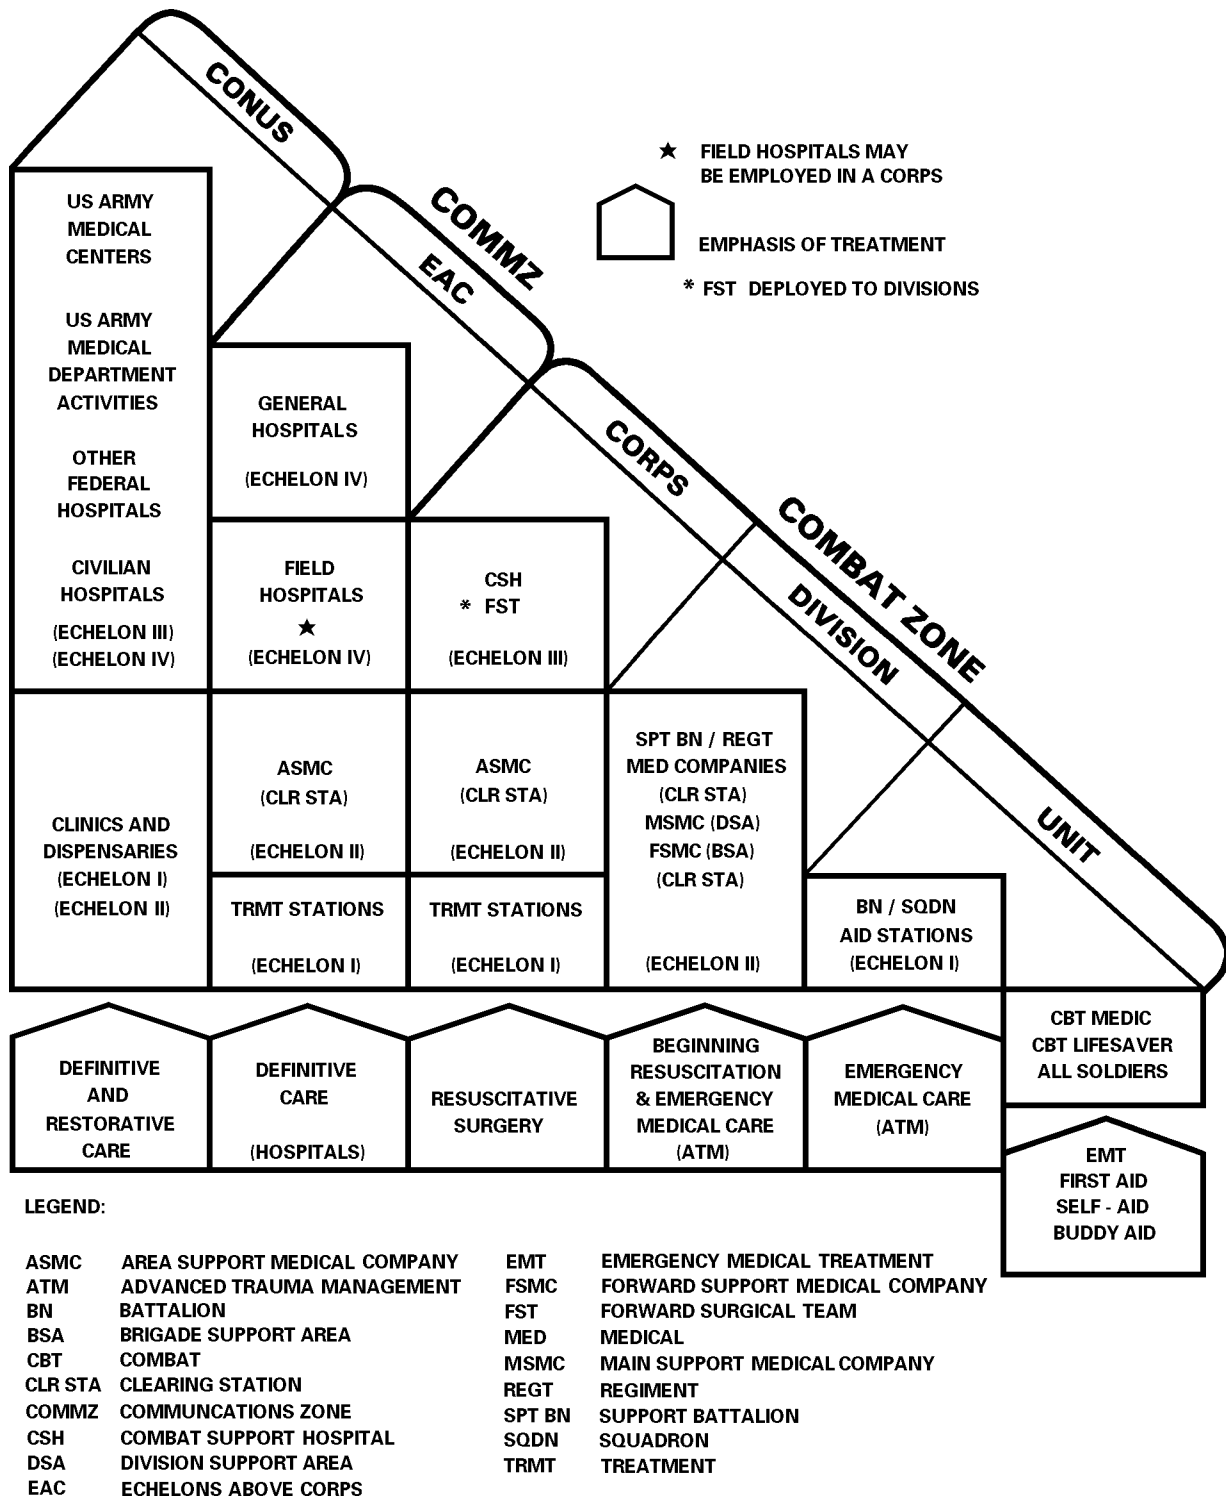 CONUS
COMMZ
EAC
CORPS
COMBAT ZONE
DIVISION
UNIT
★ FIELD HOSPITALS MAY
BE EMPLOYED IN A CORPS
EMPHASIS OF TREATMENT
* FST DEPLOYED TO DIVISIONS
US ARMY
MEDICAL
CENTERS
US ARMY
MEDICAL
DEPARTMENT
ACTIVITIES
OTHER
FEDERAL
HOSPITALS
CIVILIAN
HOSPITALS
(ECHELON III)
(ECHELON IV)
CLINICS AND
DISPENSARIES
(ECHELON I)
(ECHELON II)
GENERAL
HOSPITALS
(ECHELON IV)
FIELD
HOSPITALS
★
(ECHELON IV)
ASMC
(CLR STA)
(ECHELON II)
TRMT STATIONS
(ECHELON I)
CSH
* FST
(ECHELON III)
ASMC
(CLR STA)
(ECHELON II)
TRMT STATIONS
(ECHELON I)
SPT BN / REGT
MED COMPANIES
(CLR STA)
MSMC (DSA)
FSMC (BSA)
(CLR STA)
(ECHELON II)
BN / SQDN
AID STATIONS
(ECHELON I)
CBT MEDIC
CBT LIFESAVER
ALL SOLDIERS
DEFINITIVE
AND
RESTORATIVE
CARE
DEFINITIVE
CARE
(HOSPITALS)
RESUSCITATIVE
SURGERY
BEGINNING
RESUSCITATION
& EMERGENCY
MEDICAL CARE
(ATM)
EMERGENCY
MEDICAL CARE
(ATM)
EMT
FIRST AID
SELF - AID
BUDDY AID
LEGEND:
ASMC AREA SUPPORT MEDICAL COMPANY
ATM ADVANCED TRAUMA MANAGEMENT
BN BATTALION
BSA BRIGADE SUPPORT AREA
CBT COMBAT
CLR STA CLEARING STATION
COMMZ COMMUNCATIONS ZONE
CSH COMBAT SUPPORT HOSPITAL
DSA DIVISION SUPPORT AREA
EAC ECHELONS ABOVE CORPS
EMT EMERGENCY MEDICAL TREATMENT
FSMC FORWARD SUPPORT MEDICAL COMPANY
FST FORWARD SURGICAL TEAM
MED MEDICAL
MSMC MAIN SUPPORT MEDICAL COMPANY
REGT REGIMENT
SPT BN SUPPORT BATTALION
SQDN SQUADRON
TRMT TREATMENT